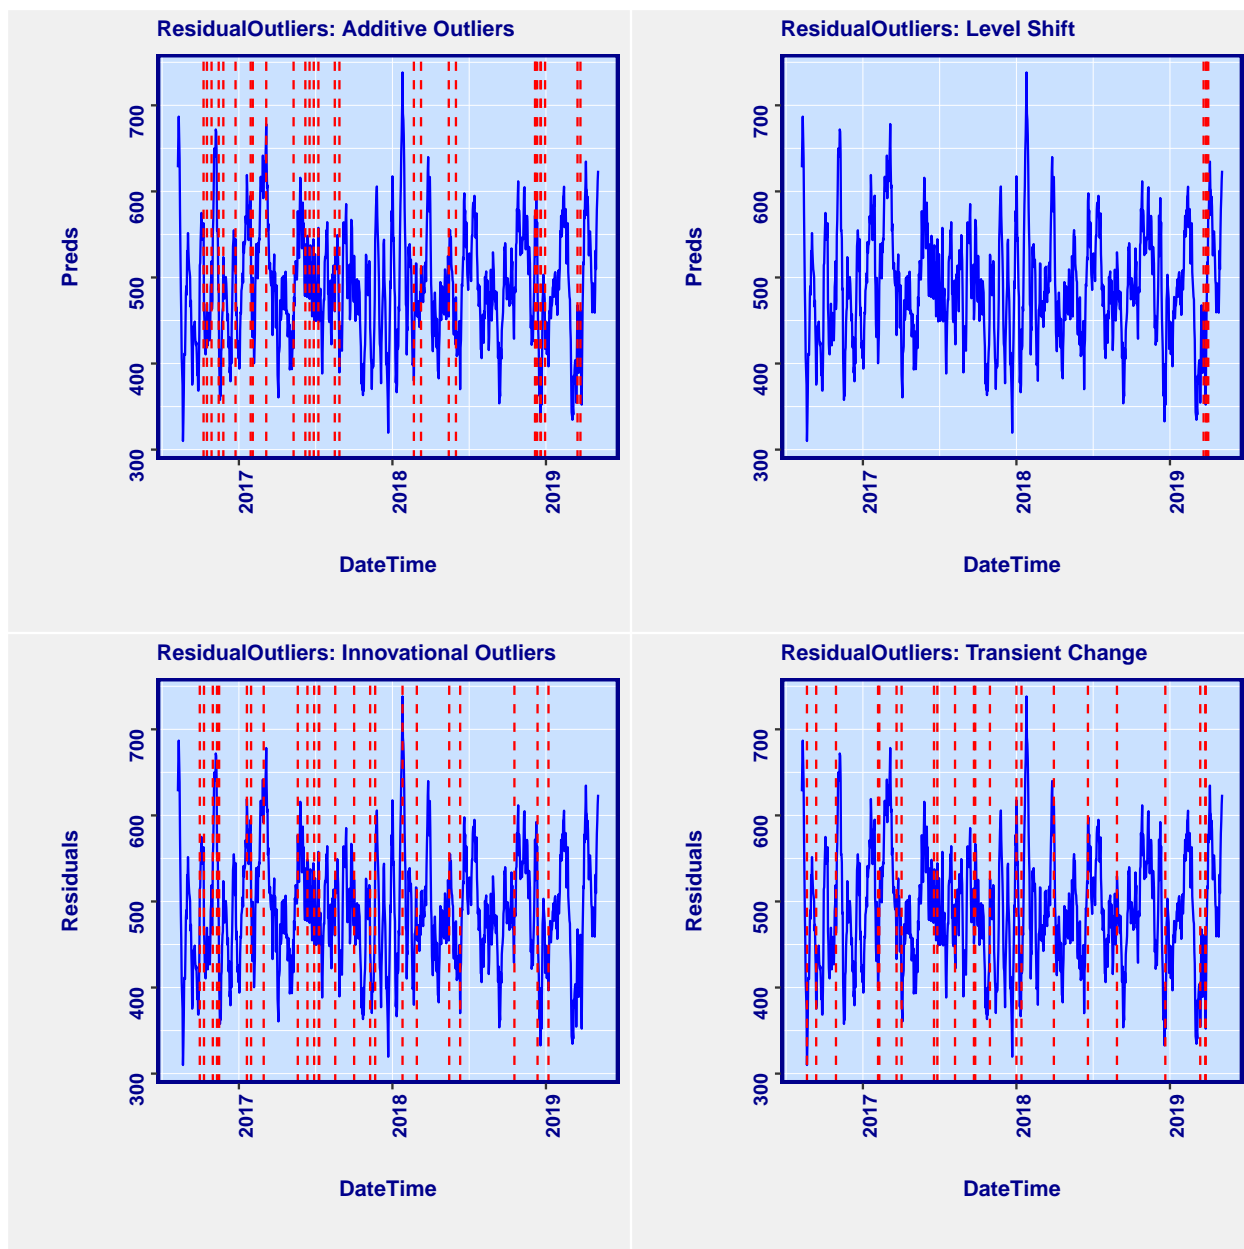 ResidualOutliers: Additive Outliers
Preds
700
600
500
400
300
2017
2018
2019
DateTime
ResidualOutliers: Level Shift
Preds
700
600
500
400
300
2017
2018
2019
DateTime
ResidualOutliers: Innovational Outliers
Residuals
700
600
500
400
300
2017
2018
2019
DateTime
ResidualOutliers: Transient Change
Residuals
700
600
500
400
300
2017
2018
2019
DateTime